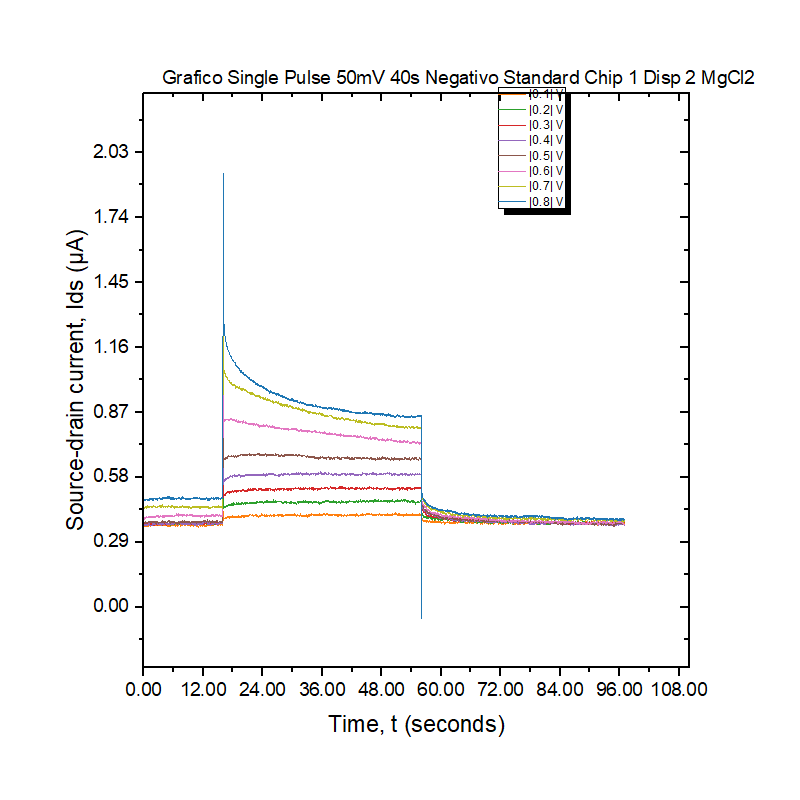 Grafico Single Pulse 50mV 40s Negativo Standard Chip 1 Disp 2 MgCl2
|0.1| V
|0.2| V
|0.3| V
|0.4| V
|0.5| V
|0.6| V
|0.7| V
|0.8| V
2.03
1.74
1.45
1.16
0.87
0.58
0.29
0.00
Source-drain current, Ids (µA)
0.00 12.00 24.00 36.00 48.00 60.00 72.00 84.00 96.00 108.00
Time, t (seconds)